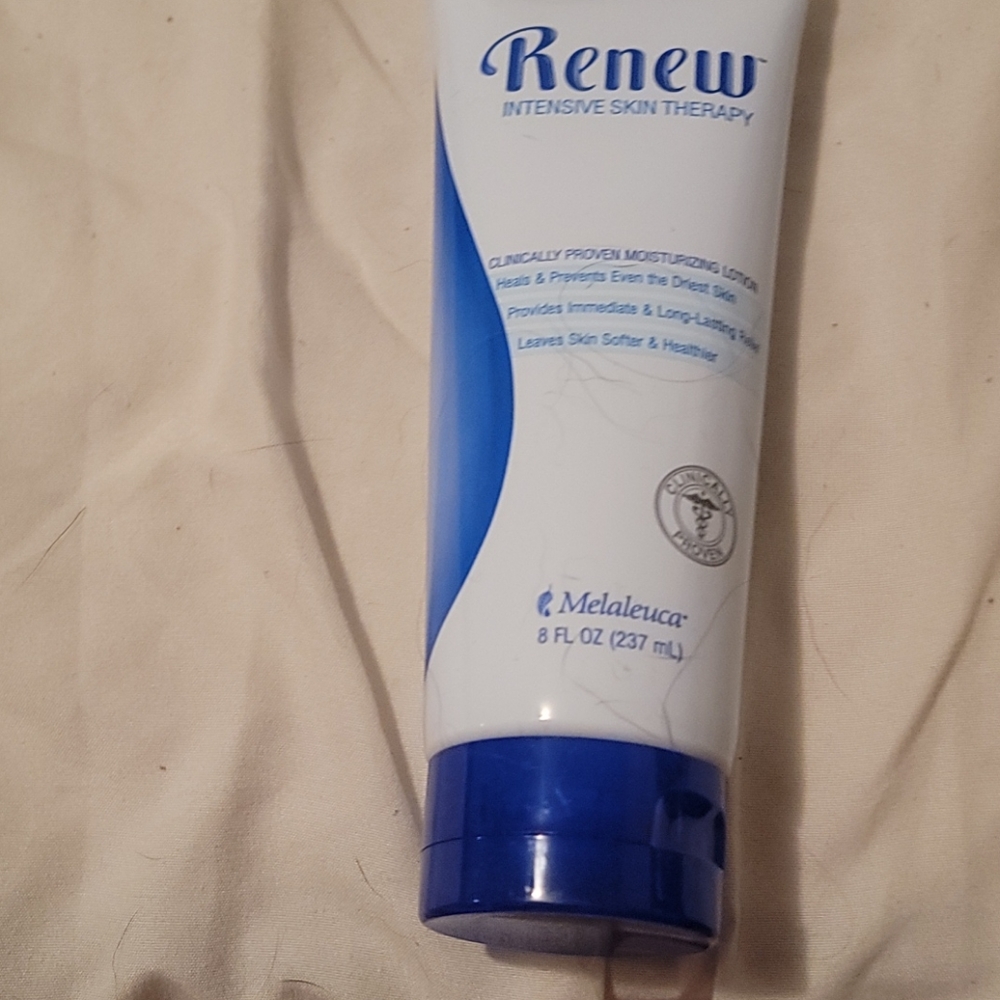 Renew™
INTENSIVE SKIN THERAPY
CLINICALLY PROVEN MOISTURIZING LOTION
Heals & Prevents Even the Driest Skin
Provides Immediate & Long-Lasting Relief
Leaves Skin Softer & Healthier
CLINICALLY
PROVEN
Melaleuca®
8 FL OZ (237 mL)